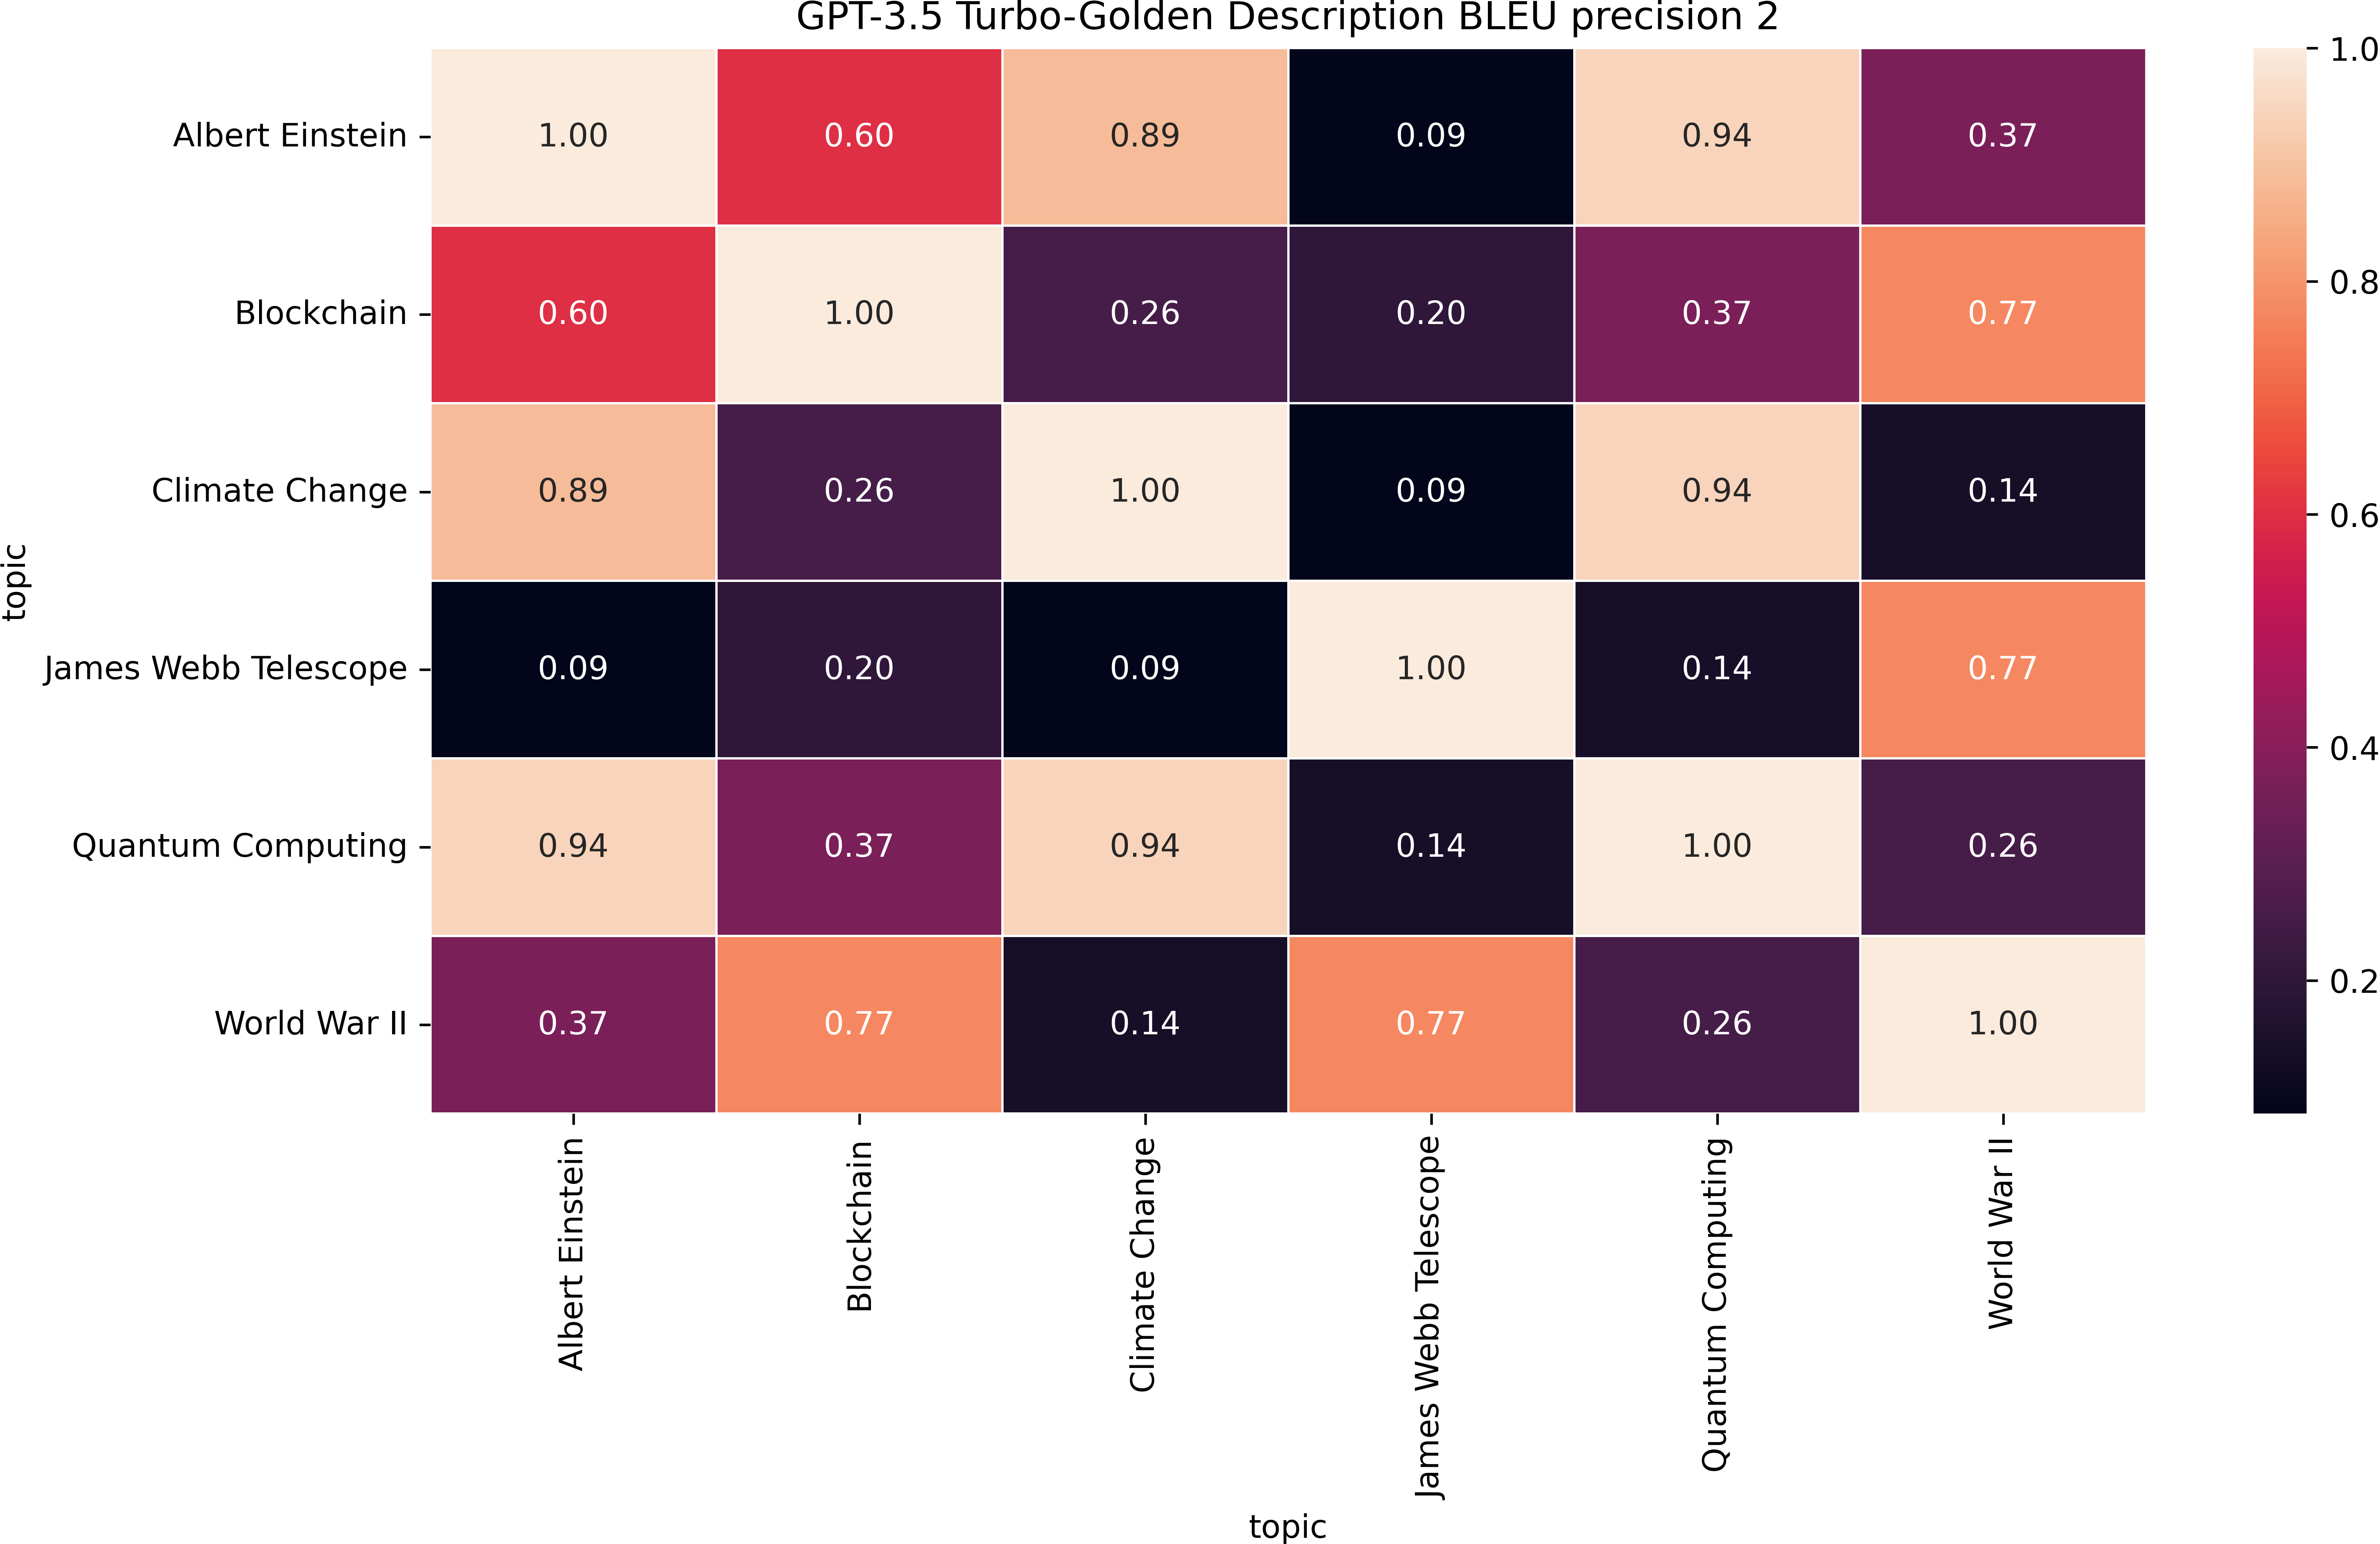 GPT-3.5 Turbo-Golden Description BLEU precision 2
topic
Albert Einstein 1.00 0.60 0.89 0.09 0.94 0.37
Blockchain 0.60 1.00 0.26 0.20 0.37 0.77
Climate Change 0.89 0.26 1.00 0.09 0.94 0.14
James Webb Telescope 0.09 0.20 0.09 1.00 0.14 0.77
Quantum Computing 0.94 0.37 0.94 0.14 1.00 0.26
World War II 0.37 0.77 0.14 0.77 0.26 1.00
Albert Einstein
Blockchain
Climate Change
James Webb Telescope
Quantum Computing
World War II
topic
1.0
0.8
0.6
0.4
0.2